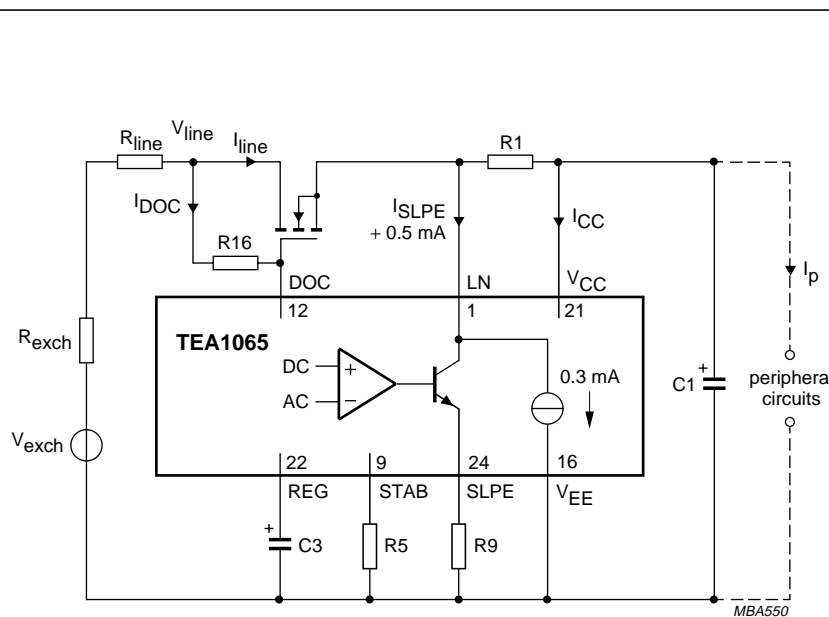 R1
Rline
Vline
Iline
IDOC
R16
ISLPE
+ 0.5 mA
ICC
Ip
DOC
LN
VCC
12
1
21
TEA1065
Rexch
DC
AC
+
−
0.3 mA
C1
+
periphera
circuits
Vexch
22
9
24
16
REG
STAB
SLPE
VEE
+
C3
R5
R9
MBA550